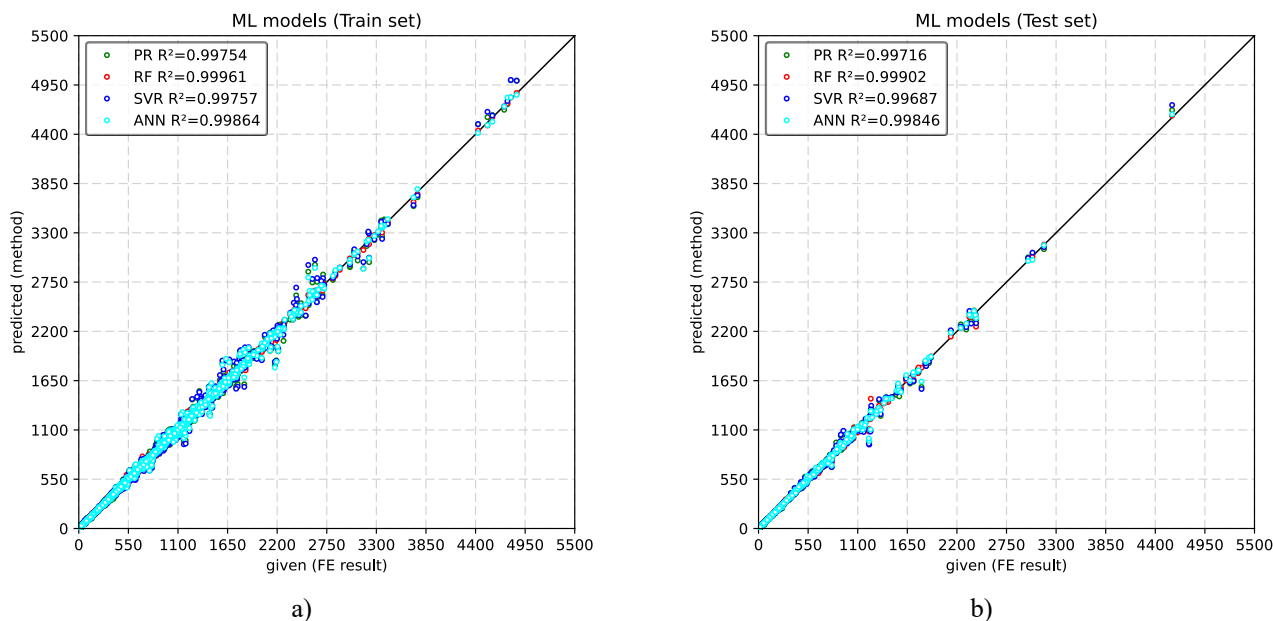 ML models (Train set)
5500
4950
4400
3850
3300
2750
2200
1650
1100
550
0
predicted (method)
PR R²=0.99754
RF R²=0.99961
SVR R²=0.99757
ANN R²=0.99864
0 550 1100 1650 2200 2750 3300 3850 4400 4950 5500
given (FE result)
a)
ML models (Test set)
5500
4950
4400
3850
3300
2750
2200
1650
1100
550
0
predicted (method)
PR R²=0.99716
RF R²=0.99902
SVR R²=0.99687
ANN R²=0.99846
0 550 1100 1650 2200 2750 3300 3850 4400 4950 5500
given (FE result)
b)